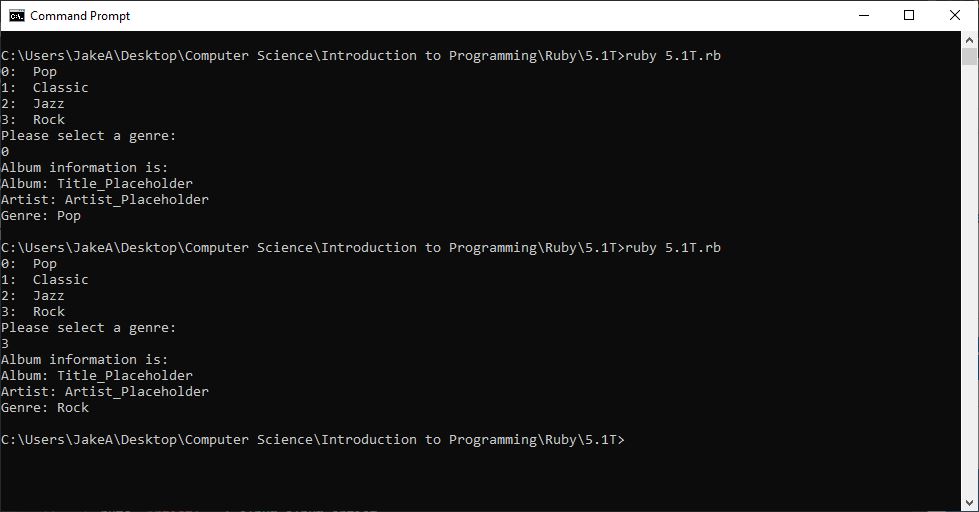 Command Prompt
C:\Users\JakeA\Desktop\Computer Science\Introduction to Programming\Ruby\5.1T>ruby 5.1T.rb
0:  Pop
1:  Classic
2:  Jazz
3:  Rock
Please select a genre:
0
Album information is:
Album: Title_Placeholder
Artist: Artist_Placeholder
Genre: Pop
C:\Users\JakeA\Desktop\Computer Science\Introduction to Programming\Ruby\5.1T>ruby 5.1T.rb
0:  Pop
1:  Classic
2:  Jazz
3:  Rock
Please select a genre:
3
Album information is:
Album: Title_Placeholder
Artist: Artist_Placeholder
Genre: Rock
C:\Users\JakeA\Desktop\Computer Science\Introduction to Programming\Ruby\5.1T>